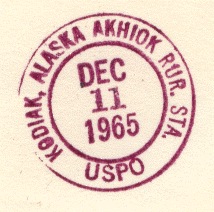 KODIAK, ALASKA AKHIOK RUR. STA.
DEC
11
1965
USPO